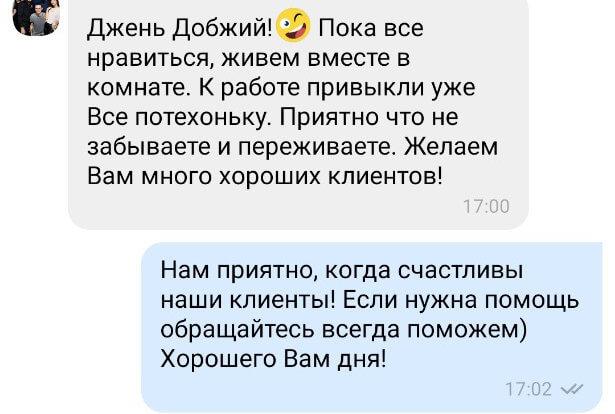 Джень Добжий!🤪 Пока все
нравиться, живем вместе в
комнате. К работе привыкли уже
Все потехоньку. Приятно что не
забываете и переживаете. Желаем
Вам много хороших клиентов!
17:00
Нам приятно, когда счастливы
наши клиенты! Если нужна помощь
обращайтесь всегда поможем)
Хорошего Вам дня!
17:02